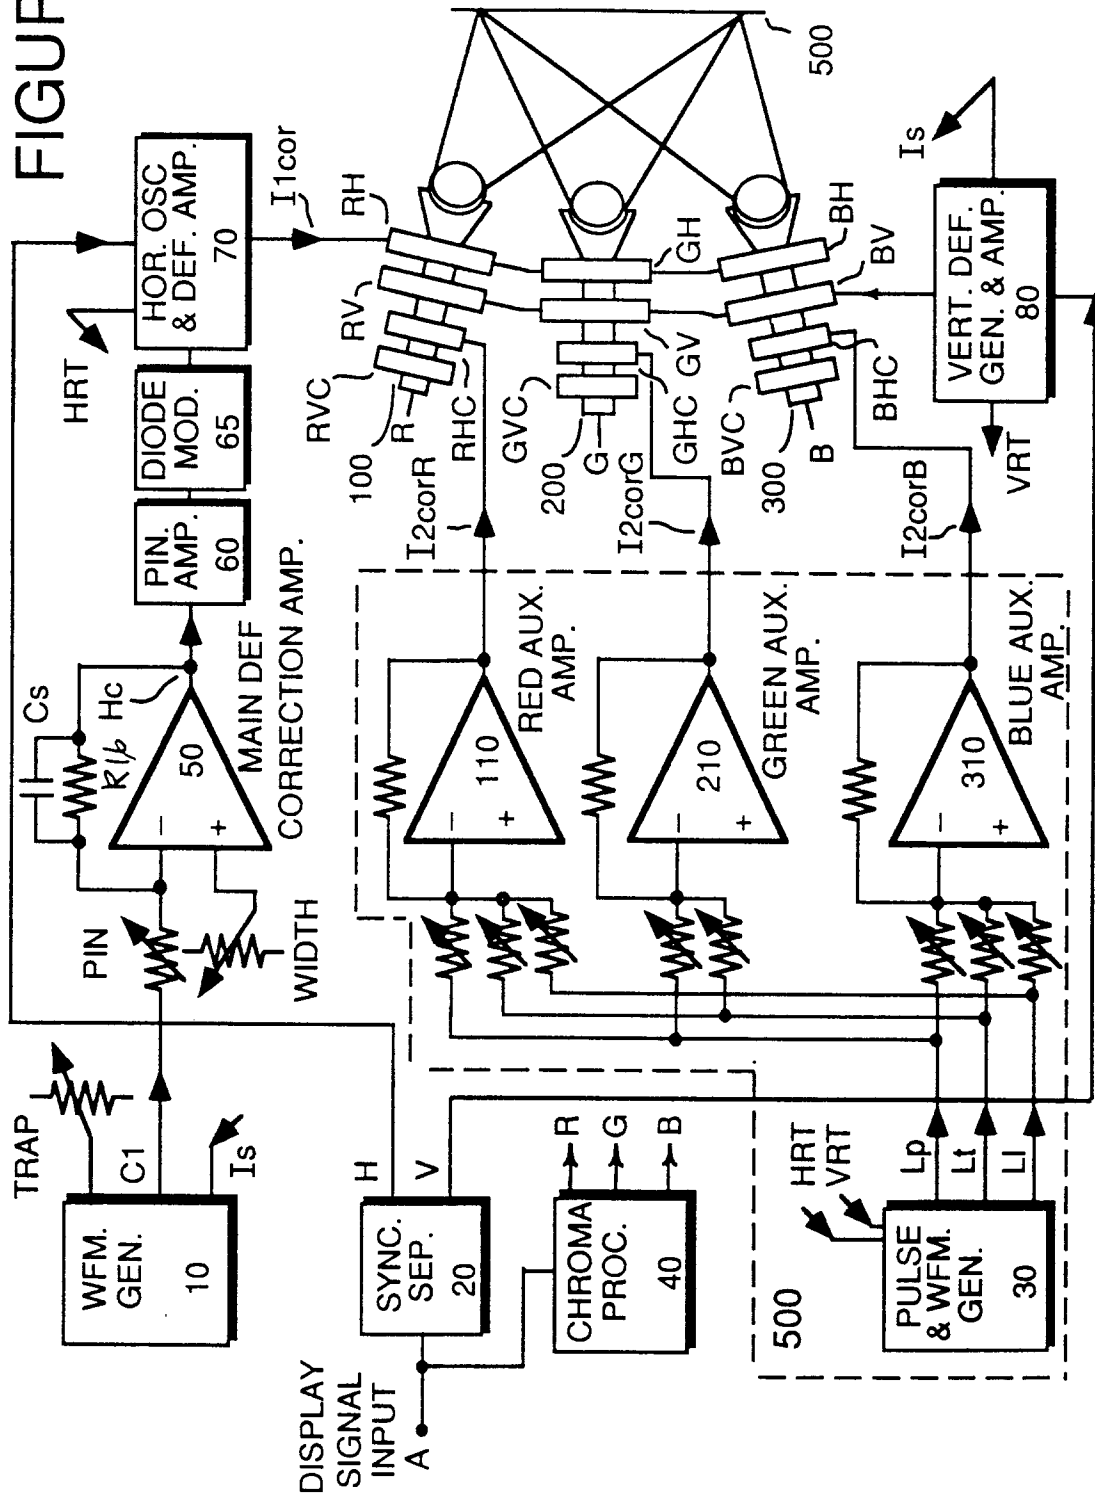 FIGUR
TRAP
WFM.
GEN.
10
C1
Is
PIN
WIDTH
Cs
R16
Hc
50
−
+
MAIN DEF
CORRECTION AMP.
PIN.
AMP.
60
DIODE
MOD.
65
HRT
HOR. OSC
& DEF. AMP.
70
I1cor
DISPLAY
SIGNAL
INPUT
A
SYNC.
SEP.
20
H
V
CHROMA
PROC.
40
R
G
B
500
PULSE
& WFM.
GEN.
30
HRT
VRT
Lp
Lt
Ll
−
+
110
RED AUX.
AMP.
−
+
210
GREEN AUX.
AMP.
−
+
310
BLUE AUX.
AMP.
I2corR
I2corG
I2corB
RVC
RV
RH
100
R
RHC
GVC
200
G
GHC
GV
GH
BVC
300
B
BHC
BV
BH
500
VERT. DEF.
GEN. & AMP.
80
Is
VRT